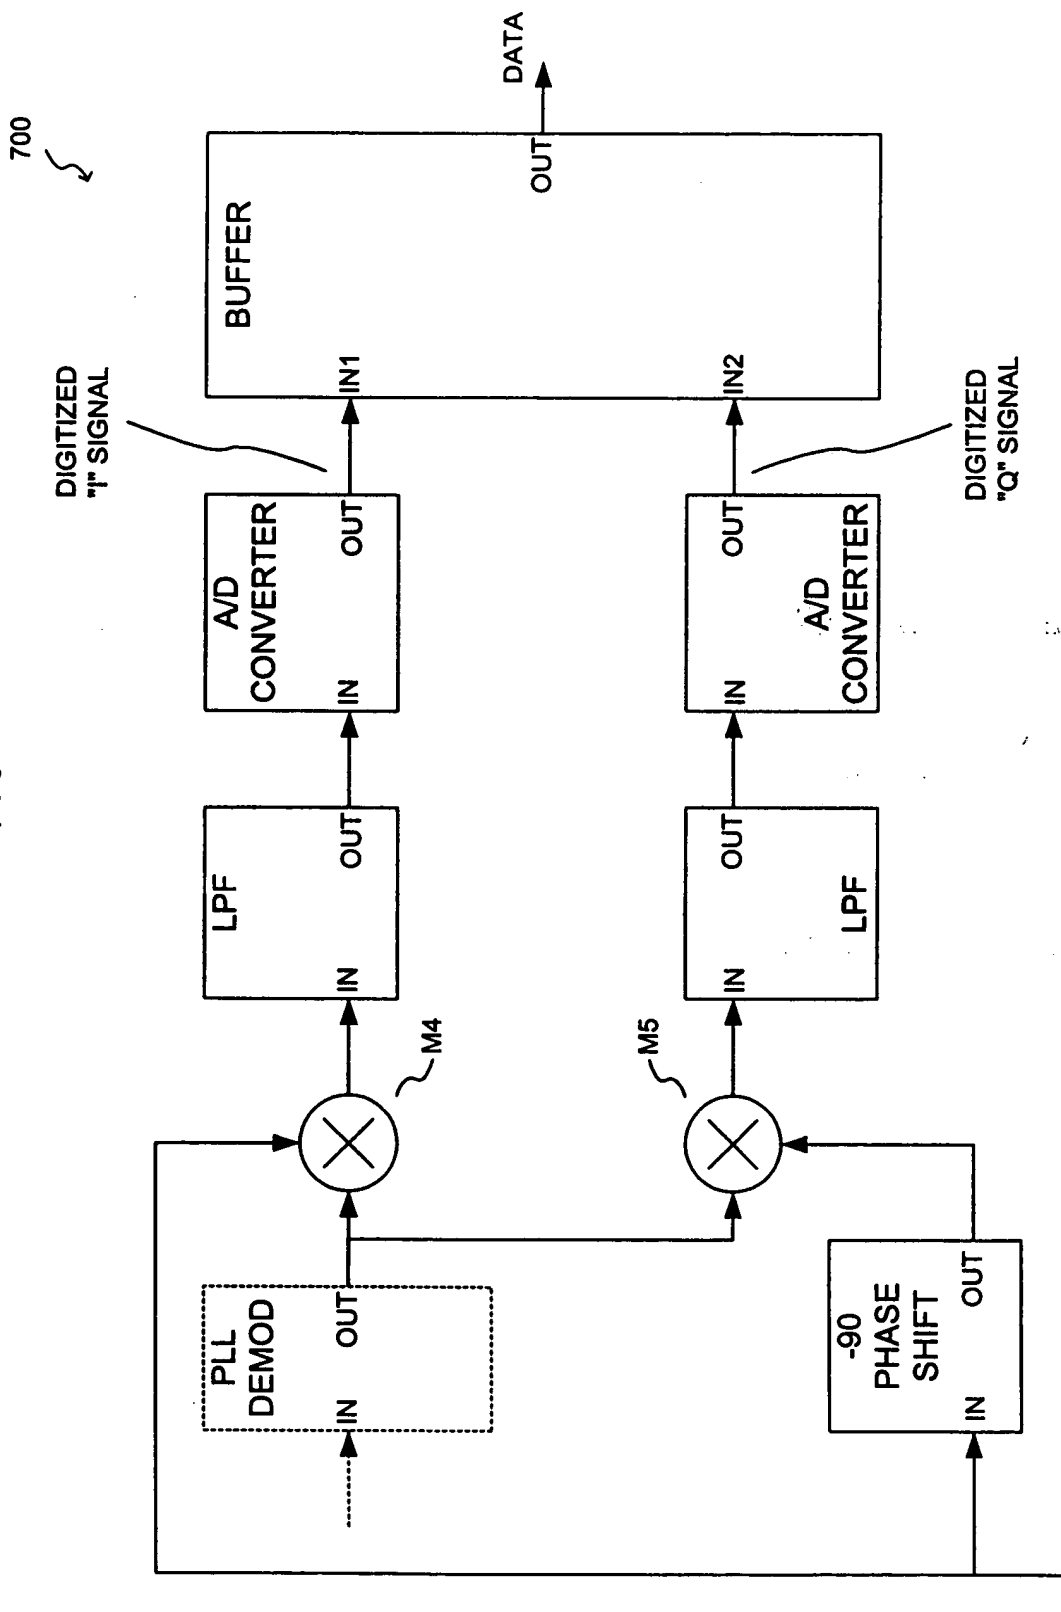 700
DATA
BUFFER
OUT
IN1
IN2
DIGITIZED
"I" SIGNAL
DIGITIZED
"Q" SIGNAL
A/D
CONVERTER
OUT
IN
OUT
IN
A/D
CONVERTER
LPF
OUT
IN
OUT
IN
LPF
M4
M5
PLL
DEMOD
OUT
IN
-90
PHASE
SHIFT
OUT
IN